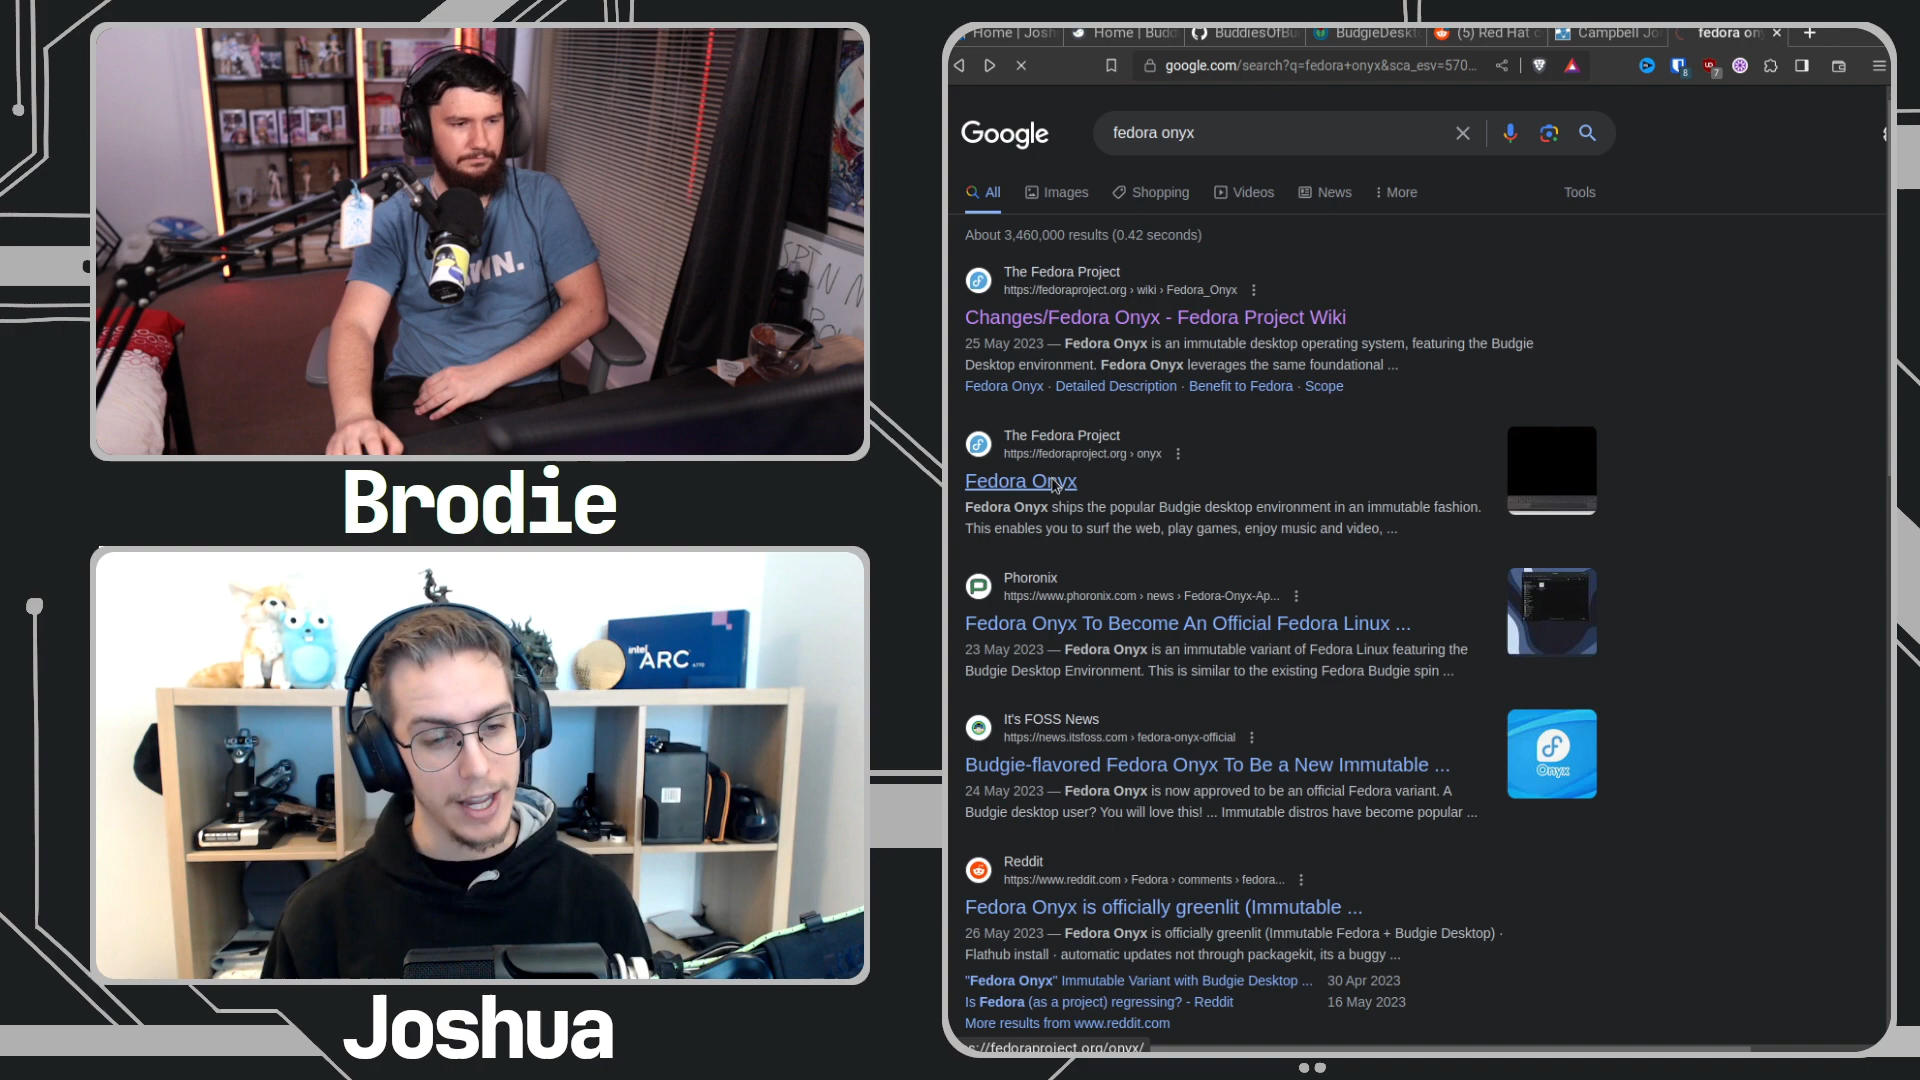 WN.
SPIN
Brodie
intel
ARC
A770
Joshua
Home | Josh
Home | Budd
BuddiesOfBu
BudgieDeskt
(5) Red Hat
Campbell Jo
fedora on
google.com/search?q=fedora+onyx&sca_esv=570...
8
7
Google
fedora onyx
All
Images
Shopping
Videos
News
More
Tools
About 3,460,000 results (0.42 seconds)
The Fedora Project
https://fedoraproject.org › wiki › Fedora_Onyx
Changes/Fedora Onyx - Fedora Project Wiki
25 May 2023 — Fedora Onyx is an immutable desktop operating system, featuring the Budgie
Desktop environment. Fedora Onyx leverages the same foundational ...
Fedora Onyx · Detailed Description · Benefit to Fedora · Scope
The Fedora Project
https://fedoraproject.org › onyx
Fedora Onyx
Fedora Onyx ships the popular Budgie desktop environment in an immutable fashion.
This enables you to surf the web, play games, enjoy music and video, ...
Phoronix
https://www.phoronix.com › news › Fedora-Onyx-Ap...
Fedora Onyx To Become An Official Fedora Linux ...
23 May 2023 — Fedora Onyx is an immutable variant of Fedora Linux featuring the
Budgie Desktop Environment. This is similar to the existing Fedora Budgie spin ...
It's FOSS News
https://news.itsfoss.com › fedora-onyx-official
Budgie-flavored Fedora Onyx To Be a New Immutable ...
24 May 2023 — Fedora Onyx is now approved to be an official Fedora variant. A
Budgie desktop user? You will love this! ... Immutable distros have become popular ...
Onyx
Reddit
https://www.reddit.com › Fedora › comments › fedora...
Fedora Onyx is officially greenlit (Immutable ...
26 May 2023 — Fedora Onyx is officially greenlit (Immutable Fedora + Budgie Desktop) ·
Flathub install · automatic updates not through packagekit, its a buggy ...
"Fedora Onyx" Immutable Variant with Budgie Desktop ... 30 Apr 2023
Is Fedora (as a project) regressing? - Reddit 16 May 2023
More results from www.reddit.com
s://fedoraproject.org/onyx/